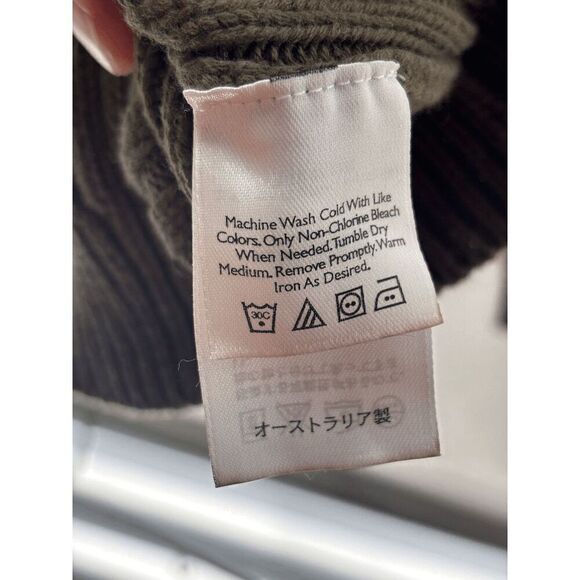 Machine Wash Cold With Like
Colors. Only Non-Chlorine Bleach
When Needed. Tumble Dry
Medium. Remove Promptly. Warm
Iron As Desired.
30C
オーストラリア製